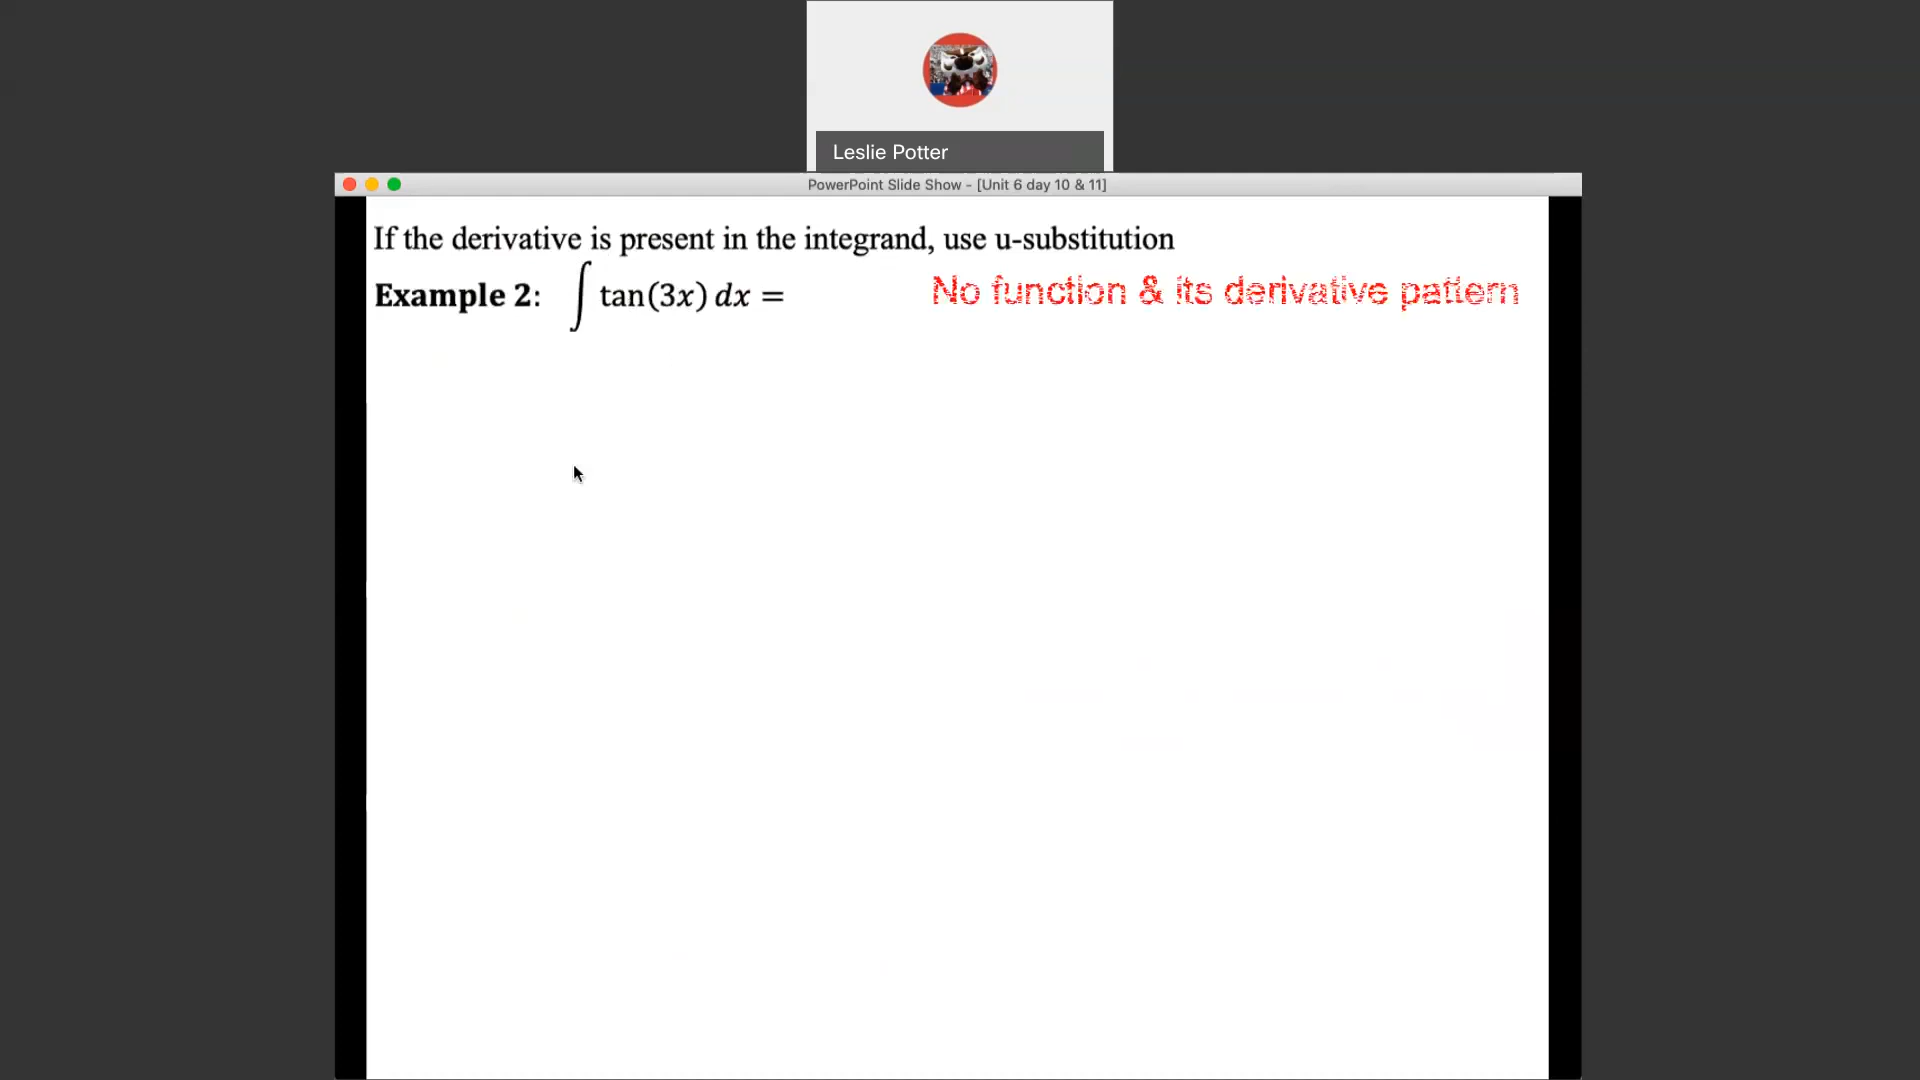 Leslie Potter
PowerPoint Slide Show - [Unit 6 day 10 & 11]
If the derivative is present in the integrand, use u-substitution
Example 2: ∫ tan(3x) dx =
No function & its derivative pattern